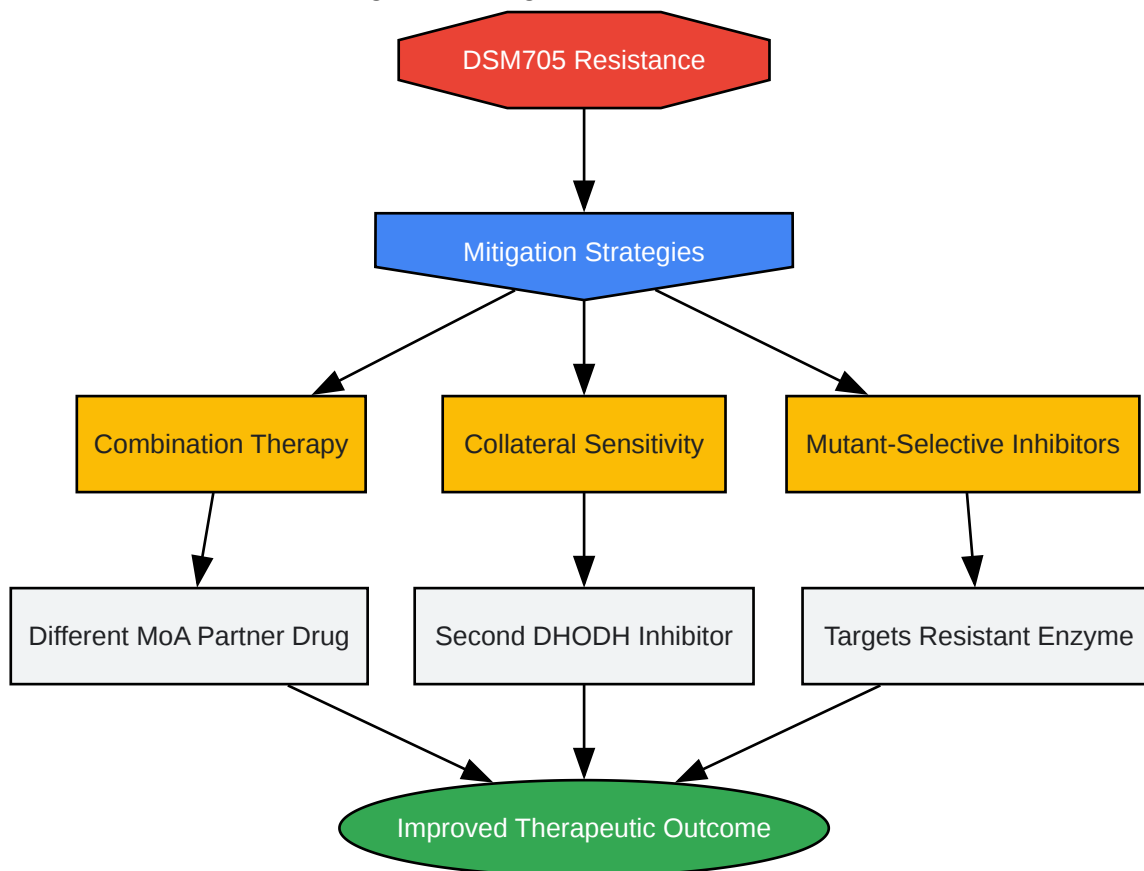 DSM705 Resistance
Mitigation Strategies
Combination Therapy
Collateral Sensitivity
Mutant-Selective Inhibitors
Different MoA Partner Drug
Second DHODH Inhibitor
Targets Resistant Enzyme
Improved Therapeutic Outcome